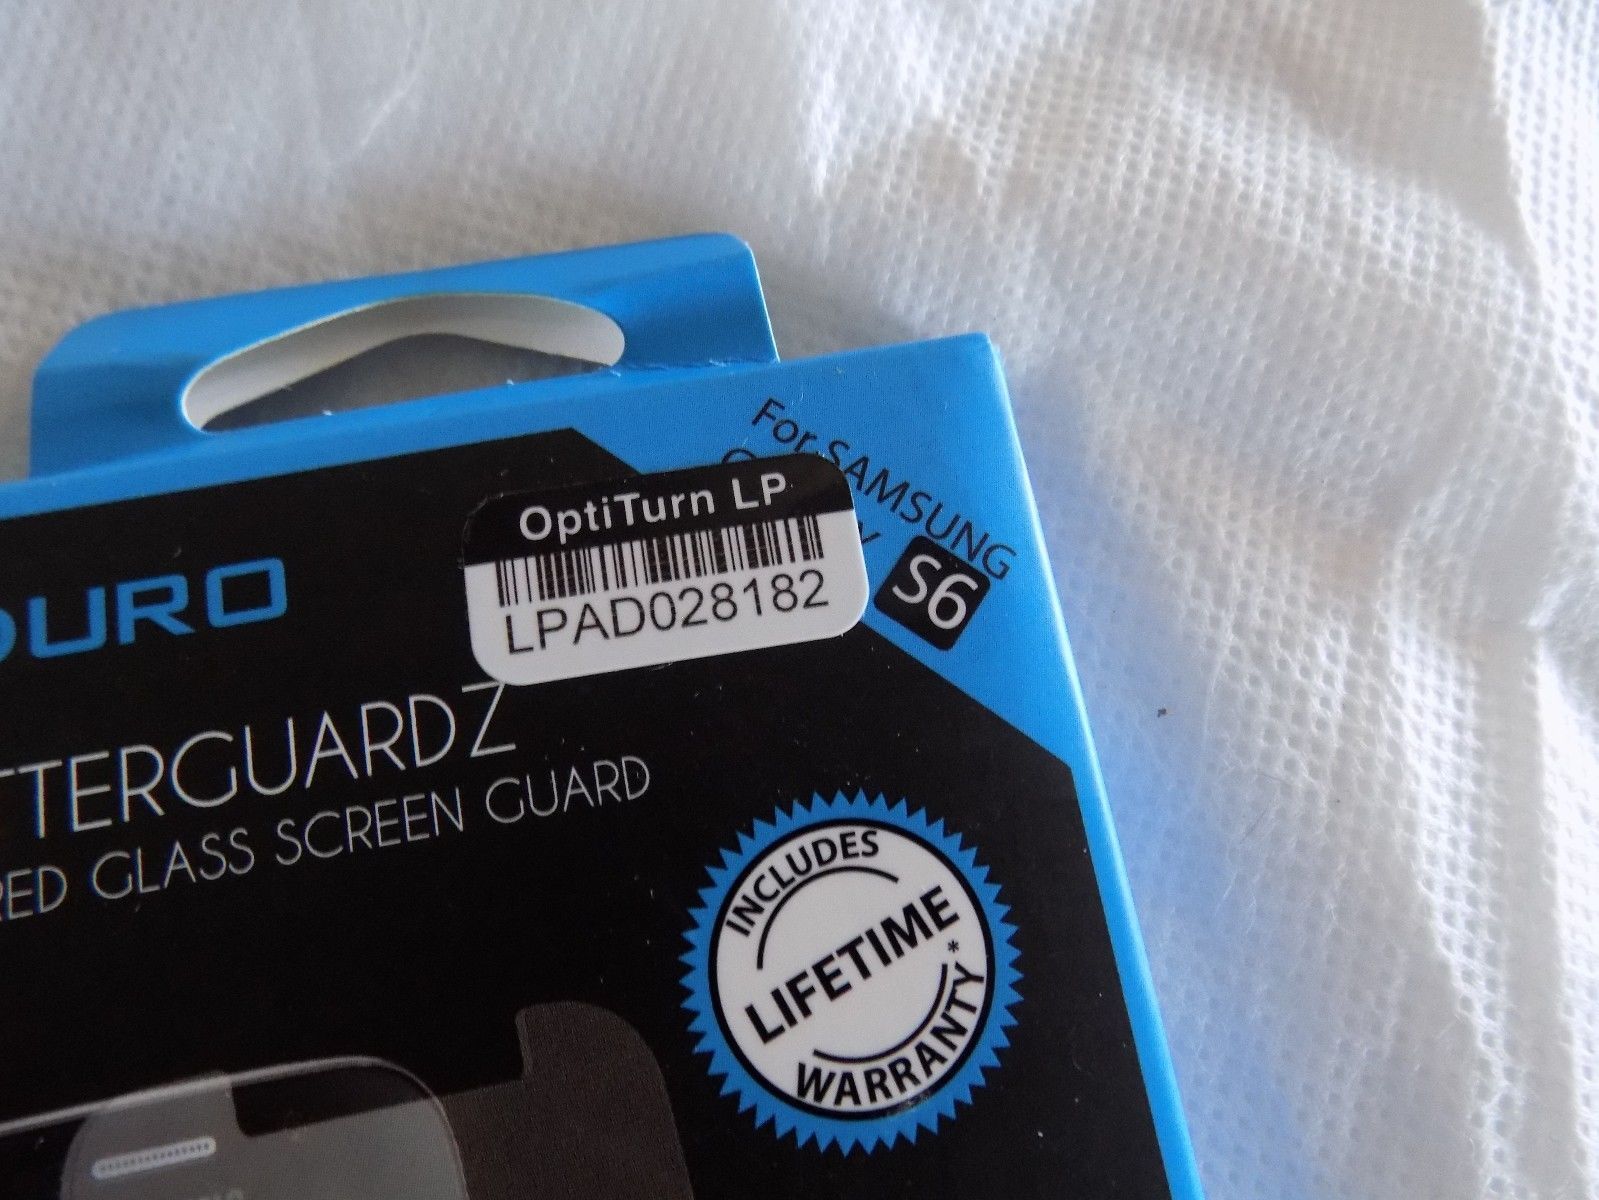 For SAMSUNG
S6
OptiTurn LP
LPAD028182
DURO
TTERGUARDZ
RED GLASS SCREEN GUARD
INCLUDES
LIFETIME*
WARRANTY